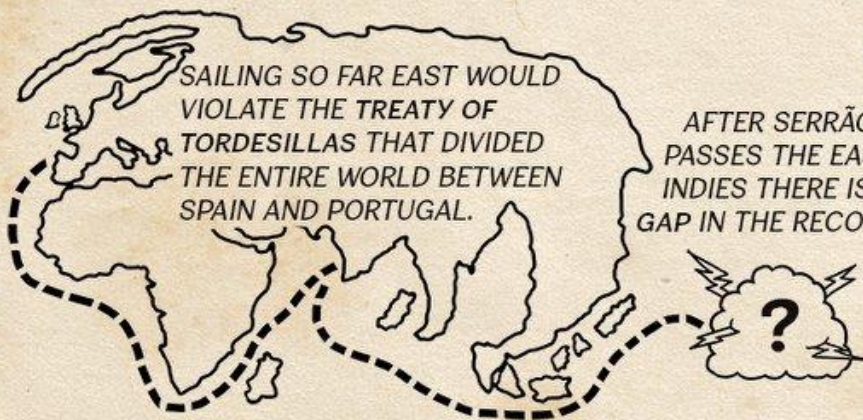 SAILING SO FAR EAST WOULD
VIOLATE THE TREATY OF
TORDESILLAS THAT DIVIDED
THE ENTIRE WORLD BETWEEN
SPAIN AND PORTUGAL.
AFTER
PASSES THE
INDIES THERE IS
GAP IN THE
?